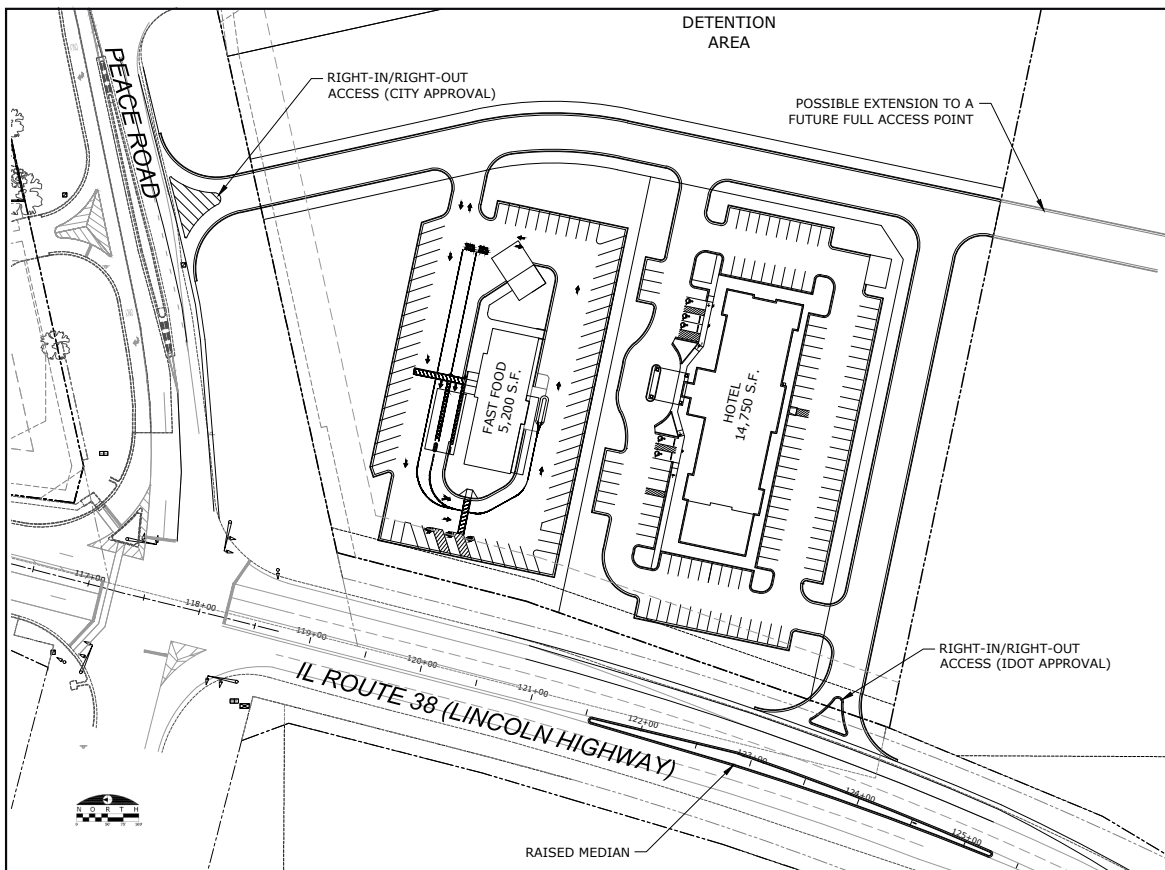 DETENTION
AREA
PEACE ROAD
RIGHT-IN/RIGHT-OUT
ACCESS (CITY APPROVAL)
POSSIBLE EXTENSION TO A
FUTURE FULL ACCESS POINT
FAST FOOD
5,200 S.F.
HOTEL
14,750 S.F.
117+00
118+00
119+00
120+00
121+00
122+00
123+00
124+00
125+00
IL ROUTE 38 (LINCOLN HIGHWAY)
RIGHT-IN/RIGHT-OUT
ACCESS (IDOT APPROVAL)
NORTH
RAISED MEDIAN